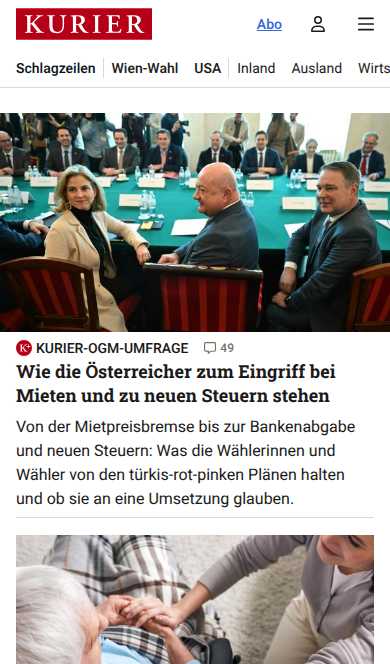 KURIER
Abo
Schlagzeilen
Wien-Wahl
USA
Inland
Ausland
Wirts
K+ KURIER-OGM-UMFRAGE
49
Wie die Österreicher zum Eingriff bei
Mieten und zu neuen Steuern stehen
Von der Mietpreisbremse bis zur Bankenabgabe
und neuen Steuern: Was die Wählerinnen und
Wähler von den türkis-rot-pinken Plänen halten
und ob sie an eine Umsetzung glauben.